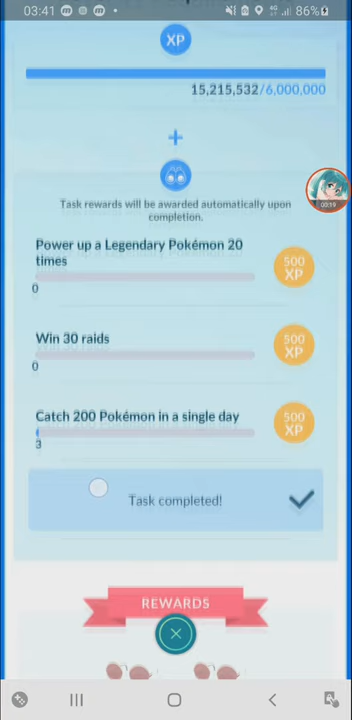 03:41 86%
XP
15,215,532/6,000,000
+
Task rewards will be awarded automatically upon
completion.
Power up a Legendary Pokémon 20
times
500
XP
0
Win 30 raids
500
XP
0
Catch 200 Pokémon in a single day
500
XP
3
Task completed!
REWARDS